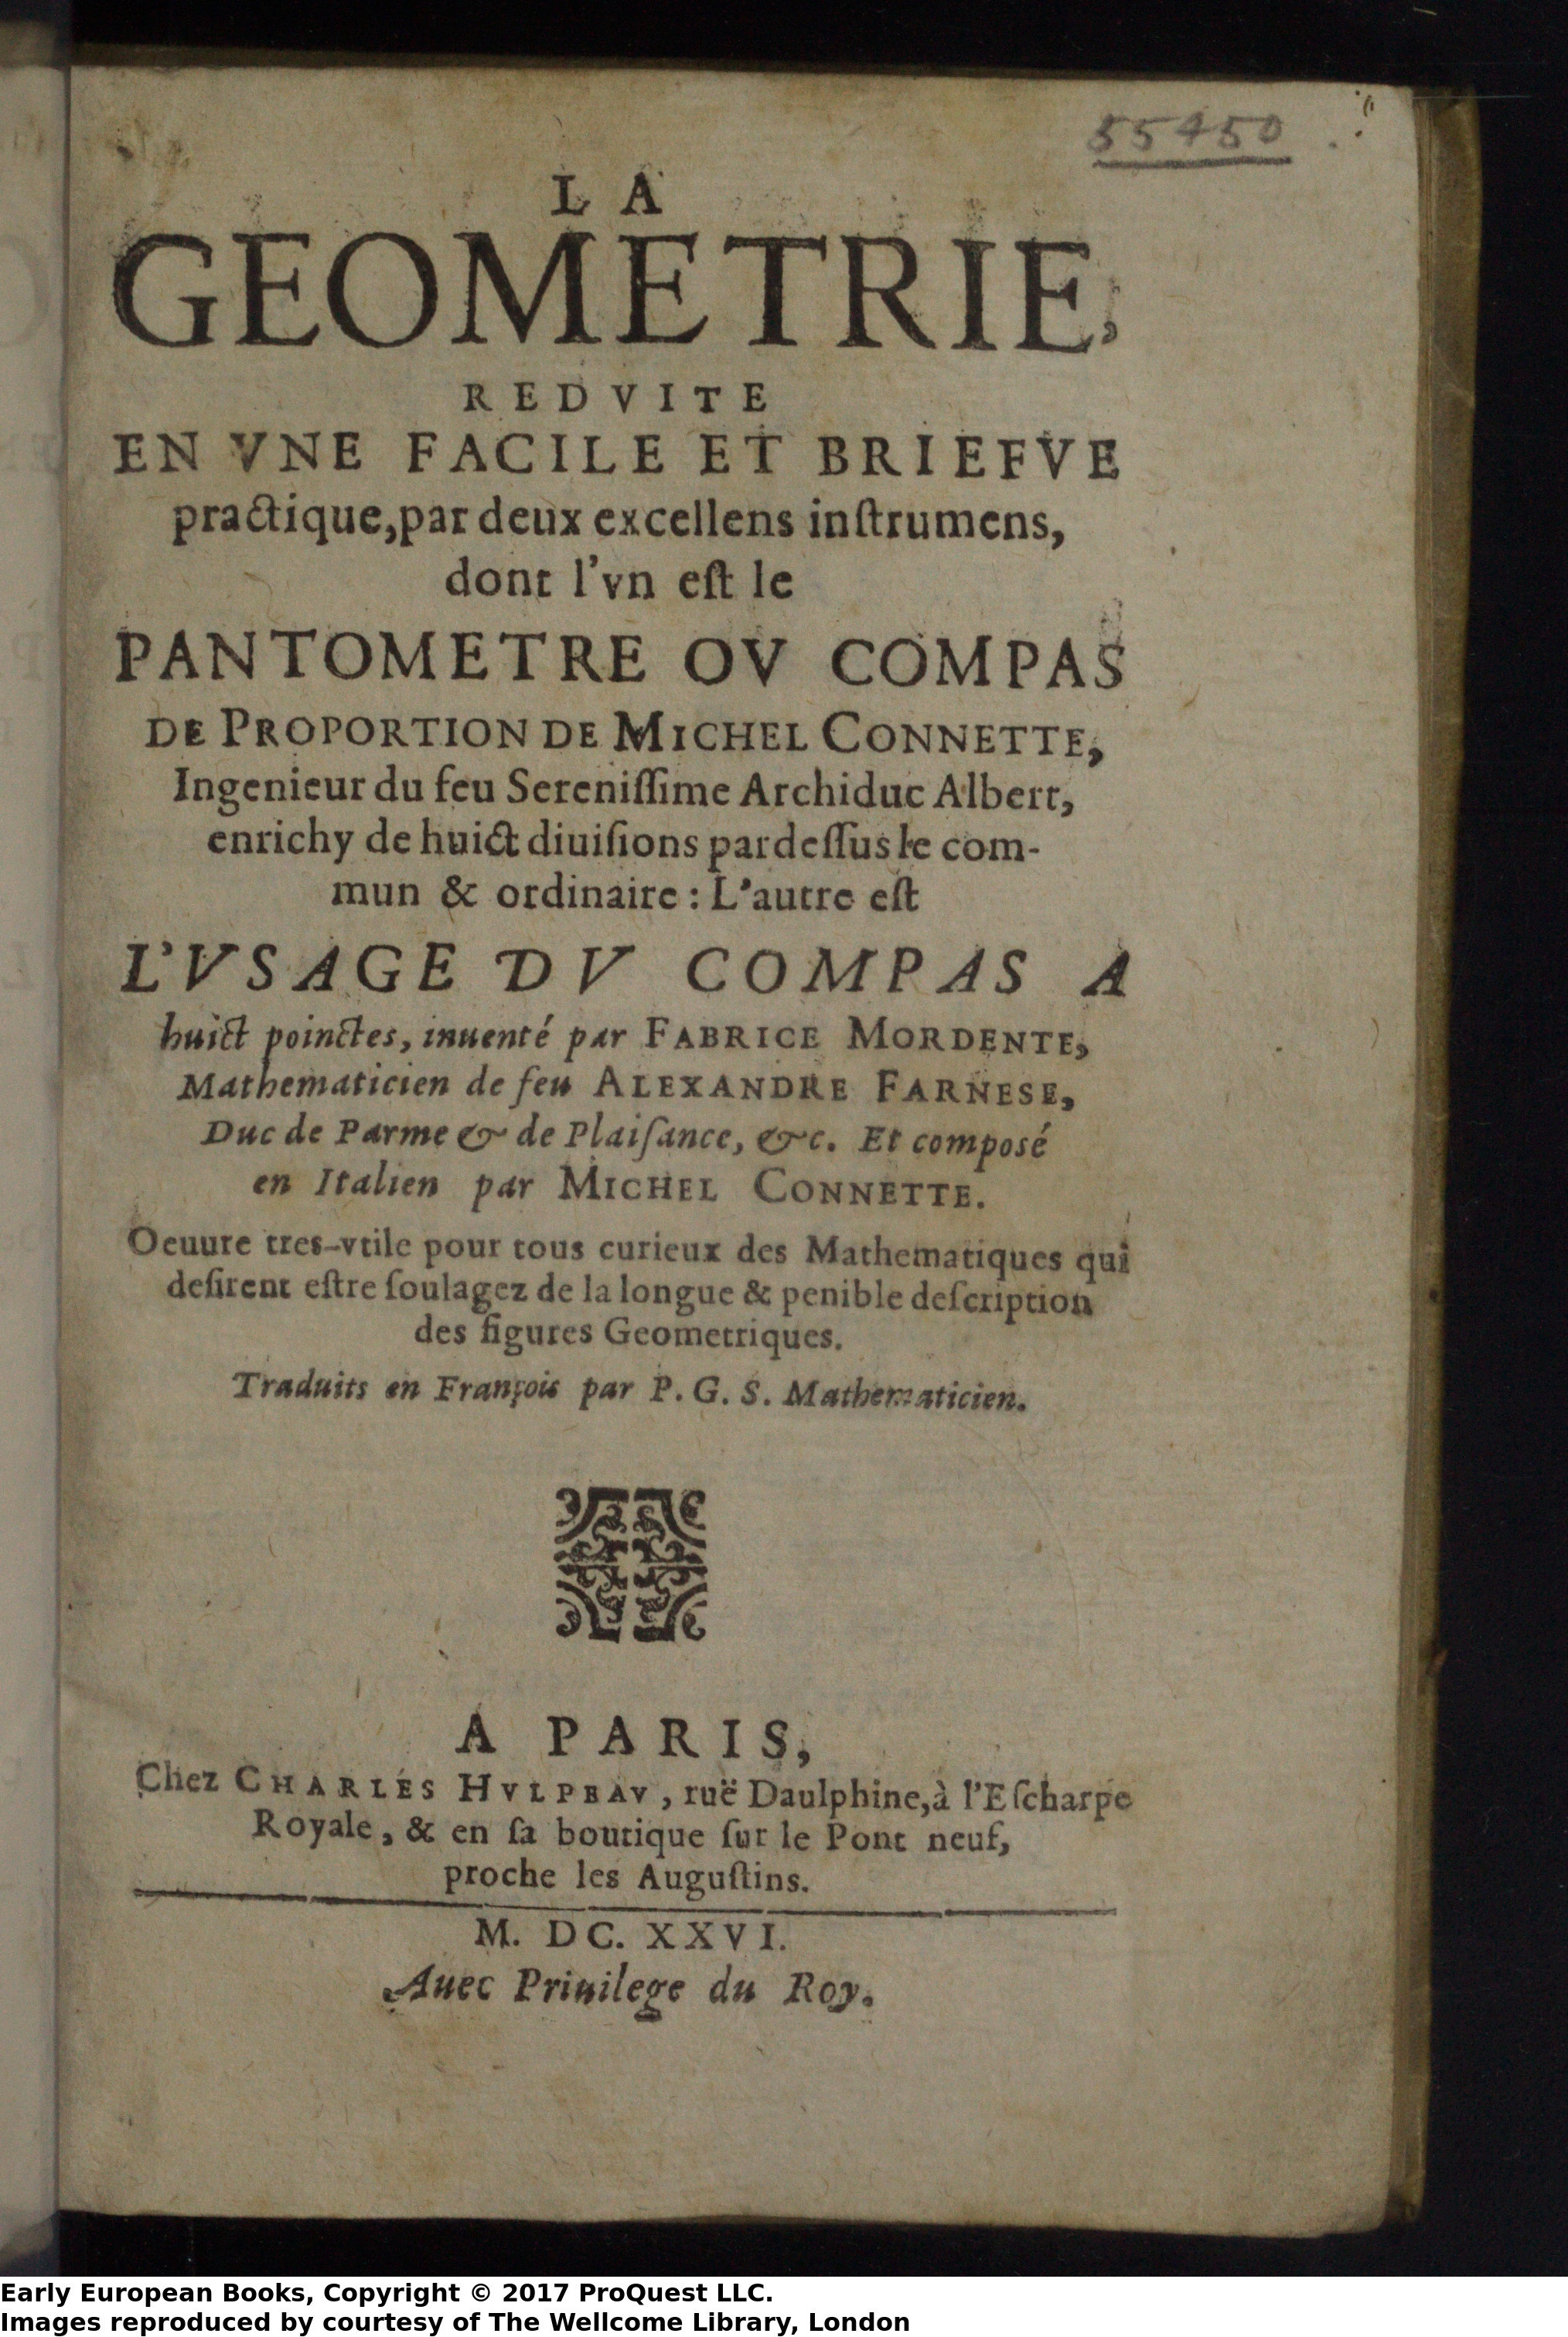 55450
LA
GEOMETRIE,
REDVITE
EN VNE FACILE ET BRIEFVE
practique,par deux excellens inſtrumens,
dont l'vn eſt le
PANTOMETRE OV COMPAS
DE PROPORTION DE MICHEL CONNETTE,
Ingenieur du feu Sereniſſime Archiduc Albert,
enrichy de huict diuiſions pardeſſus le com-
mun & ordinaire : L'autre eſt
L'VSAGE DV COMPAS A
huict poinctes, inuenté par FABRICE MORDENTE,
Mathematicien de feu ALEXANDRE FARNESE,
Duc de Parme & de Plaiſance, &c. Et composé
en Italien par MICHEL CONNETTE.
Oeuure tres-vtile pour tous curieux des Mathematiques qui
deſirent eſtre ſoulagez de la longue & penible deſcription
des figures Geometriques.
Traduits en François par P. G. S. Mathematicien.
A PARIS,
Chez CHARLES HVLPEAV, ruë Daulphine,à l'Eſcharpe
Royale, & en ſa boutique ſur le Pont neuf,
proche les Auguſtins.
M. DC. XXVI.
Auec Priuilege du Roy.
Early European Books, Copyright © 2017 ProQuest LLC.
Images reproduced by courtesy of The Wellcome Library, London